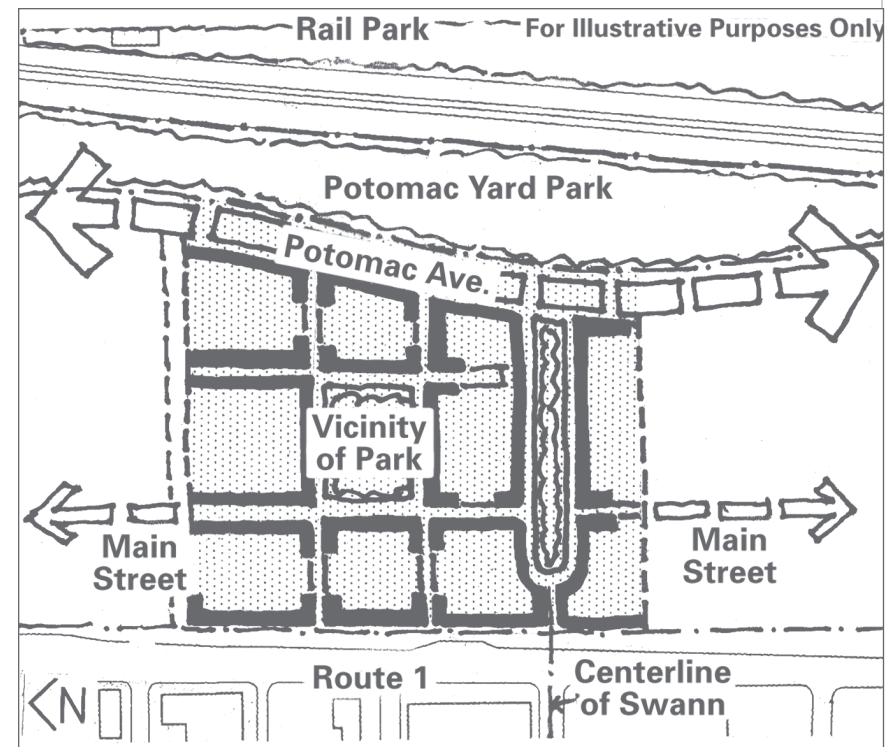 Rail Park
For Illustrative Purposes Only
Potomac Yard Park
Potomac Ave.
Vicinity
of Park
Main
Street
Main
Street
Route 1
Centerline
of Swann
N